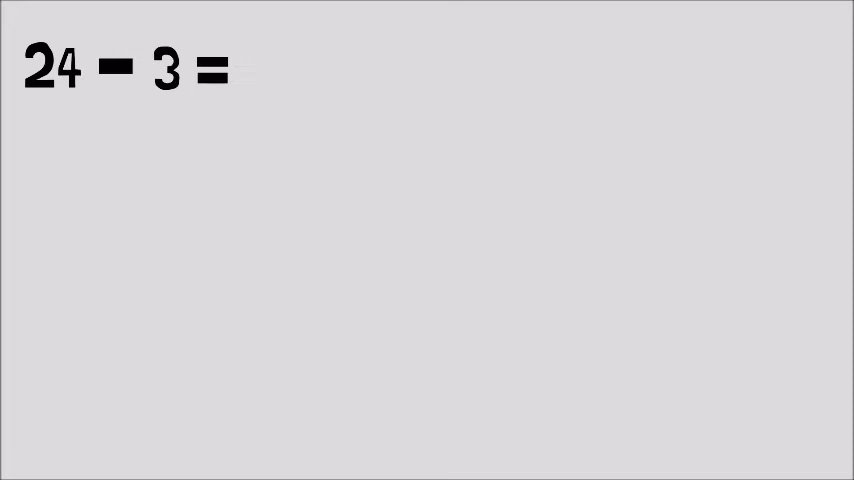 24 - 3 =